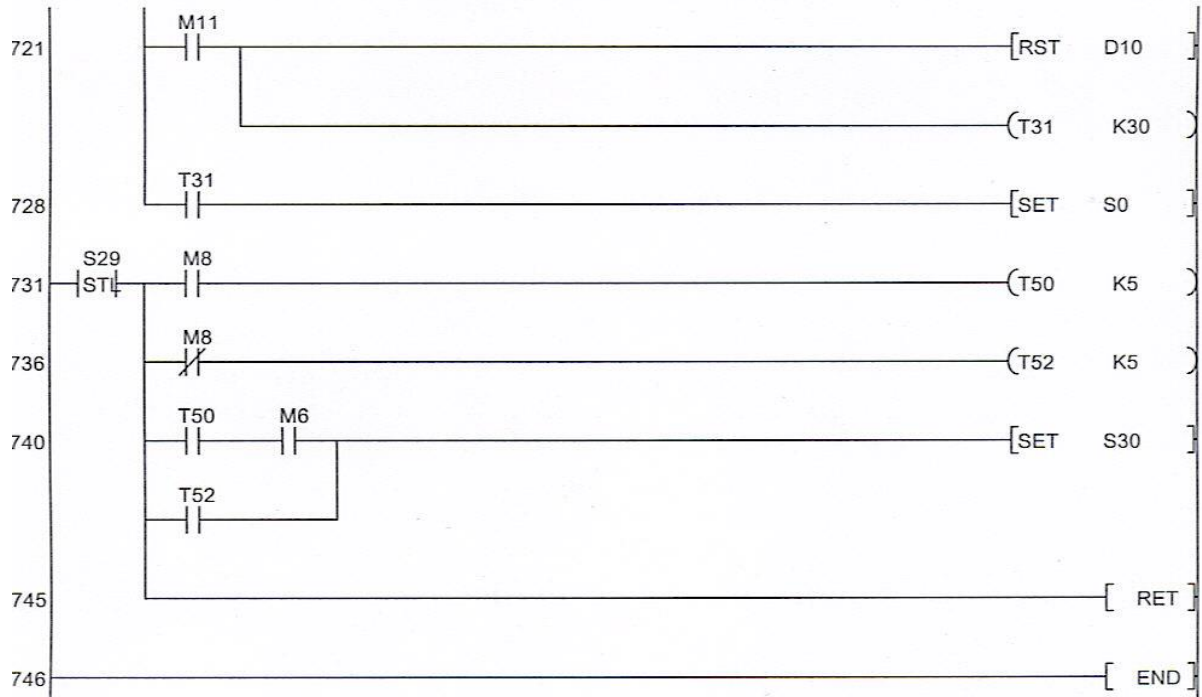 M11
721 [RST D10 ]
(T31 K30 )
T31
728 [SET S0 ]
S29 M8
731 STL (T50 K5 )
M8
736 (T52 K5 )
T50 M6
740 [SET S30 ]
T52
745 [ RET ]
746 [ END ]